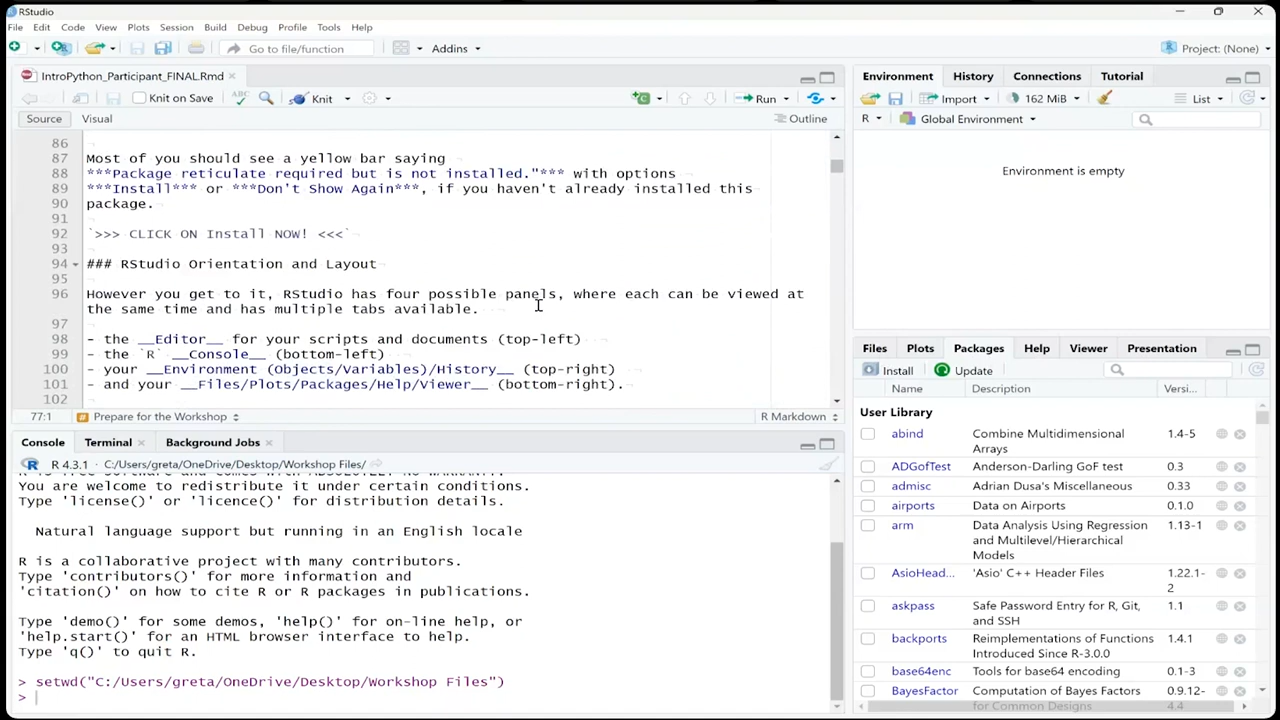 RStudio
File Edit Code View Plots Session Build Debug Profile Tools Help
Go to file/function Addins Project: (None)
IntroPython_Participant_FINAL.Rmd
Knit on Save ABC Knit Run
Source Visual Outline
86
87 Most of you should see a yellow bar saying
88 ***Package reticulate required but is not installed."*** with options
89 ***Install*** or ***Don't Show Again***, if you haven't already installed this
90 package.
91
92 `>>> CLICK ON Install NOW! <<<`
93
94 ### RStudio Orientation and Layout
95
96 However you get to it, RStudio has four possible panels, where each can be viewed at
the same time and has multiple tabs available.
97
98 - the __Editor__ for your scripts and documents (top-left)
99 - the `R` __Console__ (bottom-left)
100 - your __Environment (Objects/Variables)/History__ (top-right)
101 - and your __Files/Plots/Packages/Help/Viewer__ (bottom-right).
102
77:1 Prepare for the Workshop R Markdown
Console Terminal Background Jobs
R 4.3.1 · C:/Users/greta/OneDrive/Desktop/Workshop Files/
You are welcome to redistribute it under certain conditions.
Type 'license()' or 'licence()' for distribution details.
Natural language support but running in an English locale
R is a collaborative project with many contributors.
Type 'contributors()' for more information and
'citation()' on how to cite R or R packages in publications.
Type 'demo()' for some demos, 'help()' for on-line help, or
'help.start()' for an HTML browser interface to help.
Type 'q()' to quit R.
> setwd("C:/Users/greta/OneDrive/Desktop/Workshop Files")
>
Environment History Connections Tutorial
Import 162 MiB List
R Global Environment
Environment is empty
Files Plots Packages Help Viewer Presentation
Install Update
Name Description Versi...
User Library
abind Combine Multidimensional Arrays 1.4-5
ADGofTest Anderson-Darling GoF test 0.3
admisc Adrian Dusa's Miscellaneous 0.33
airports Data on Airports 0.1.0
arm Data Analysis Using Regression and Multilevel/Hierarchical Models 1.13-1
AsioHead... 'Asio' C++ Header Files 1.22.1-2
askpass Safe Password Entry for R, Git, and SSH 1.1
backports Reimplementations of Functions Introduced Since R-3.0.0 1.4.1
base64enc Tools for base64 encoding 0.1-3
BayesFactor Computation of Bayes Factors for Common Designs 0.9.12-4.4